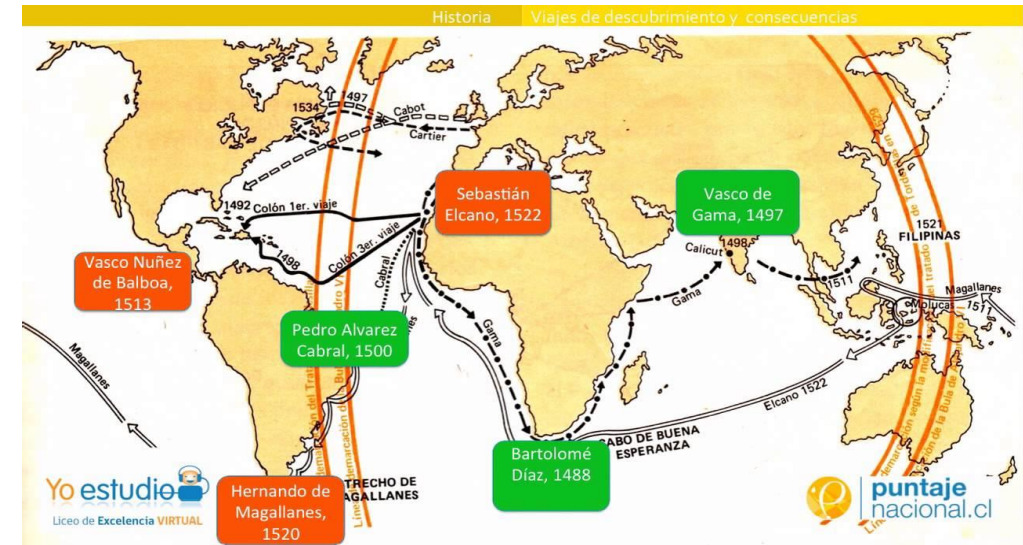 Historia
Viajes de descubrimiento y consecuencias
1534
1497
Cabot
Cartier
1492
Colón 1er. viaje
Colón 3er. viaje
1498
Cabral
Sebastián
Elcano, 1522
Vasco de
Gama, 1497
1498
Calicut
1521
FILIPINAS
Vasco Nuñez
de Balboa,
1513
Magallanes
Pedro Alvarez
Cabral, 1500
Gama
Gama
1511
Magallanes
Molucas
1511
Elcano 1522
CABO DE BUENA
ESPERANZA
Bartolomé
Díaz, 1488
Hernando de
Magallanes,
1520
MAGALLANES
de Tordesillas en 1529
Yo estudio
Liceo de Excelencia VIRTUAL
puntaje
nacional.cl